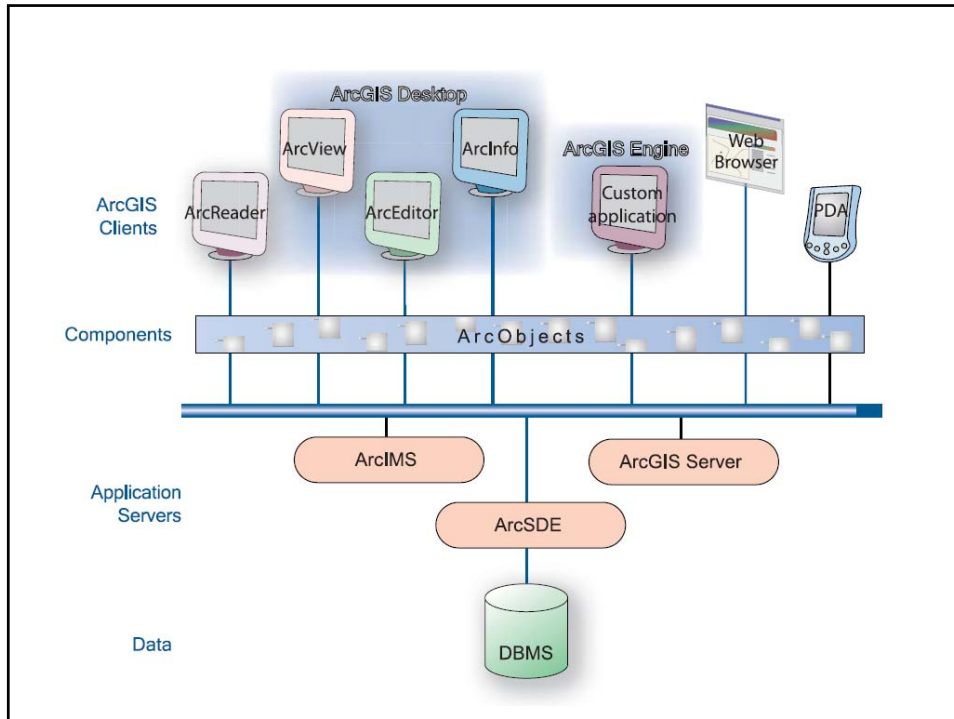 ArcGIS Desktop
ArcView
ArcInfo
ArcGIS Engine
Web
Browser
ArcGIS
Clients
ArcReader
ArcEditor
Custom
application
PDA
Components
ArcObjects
ArcIMS
ArcGIS Server
Application
Servers
ArcSDE
Data
DBMS